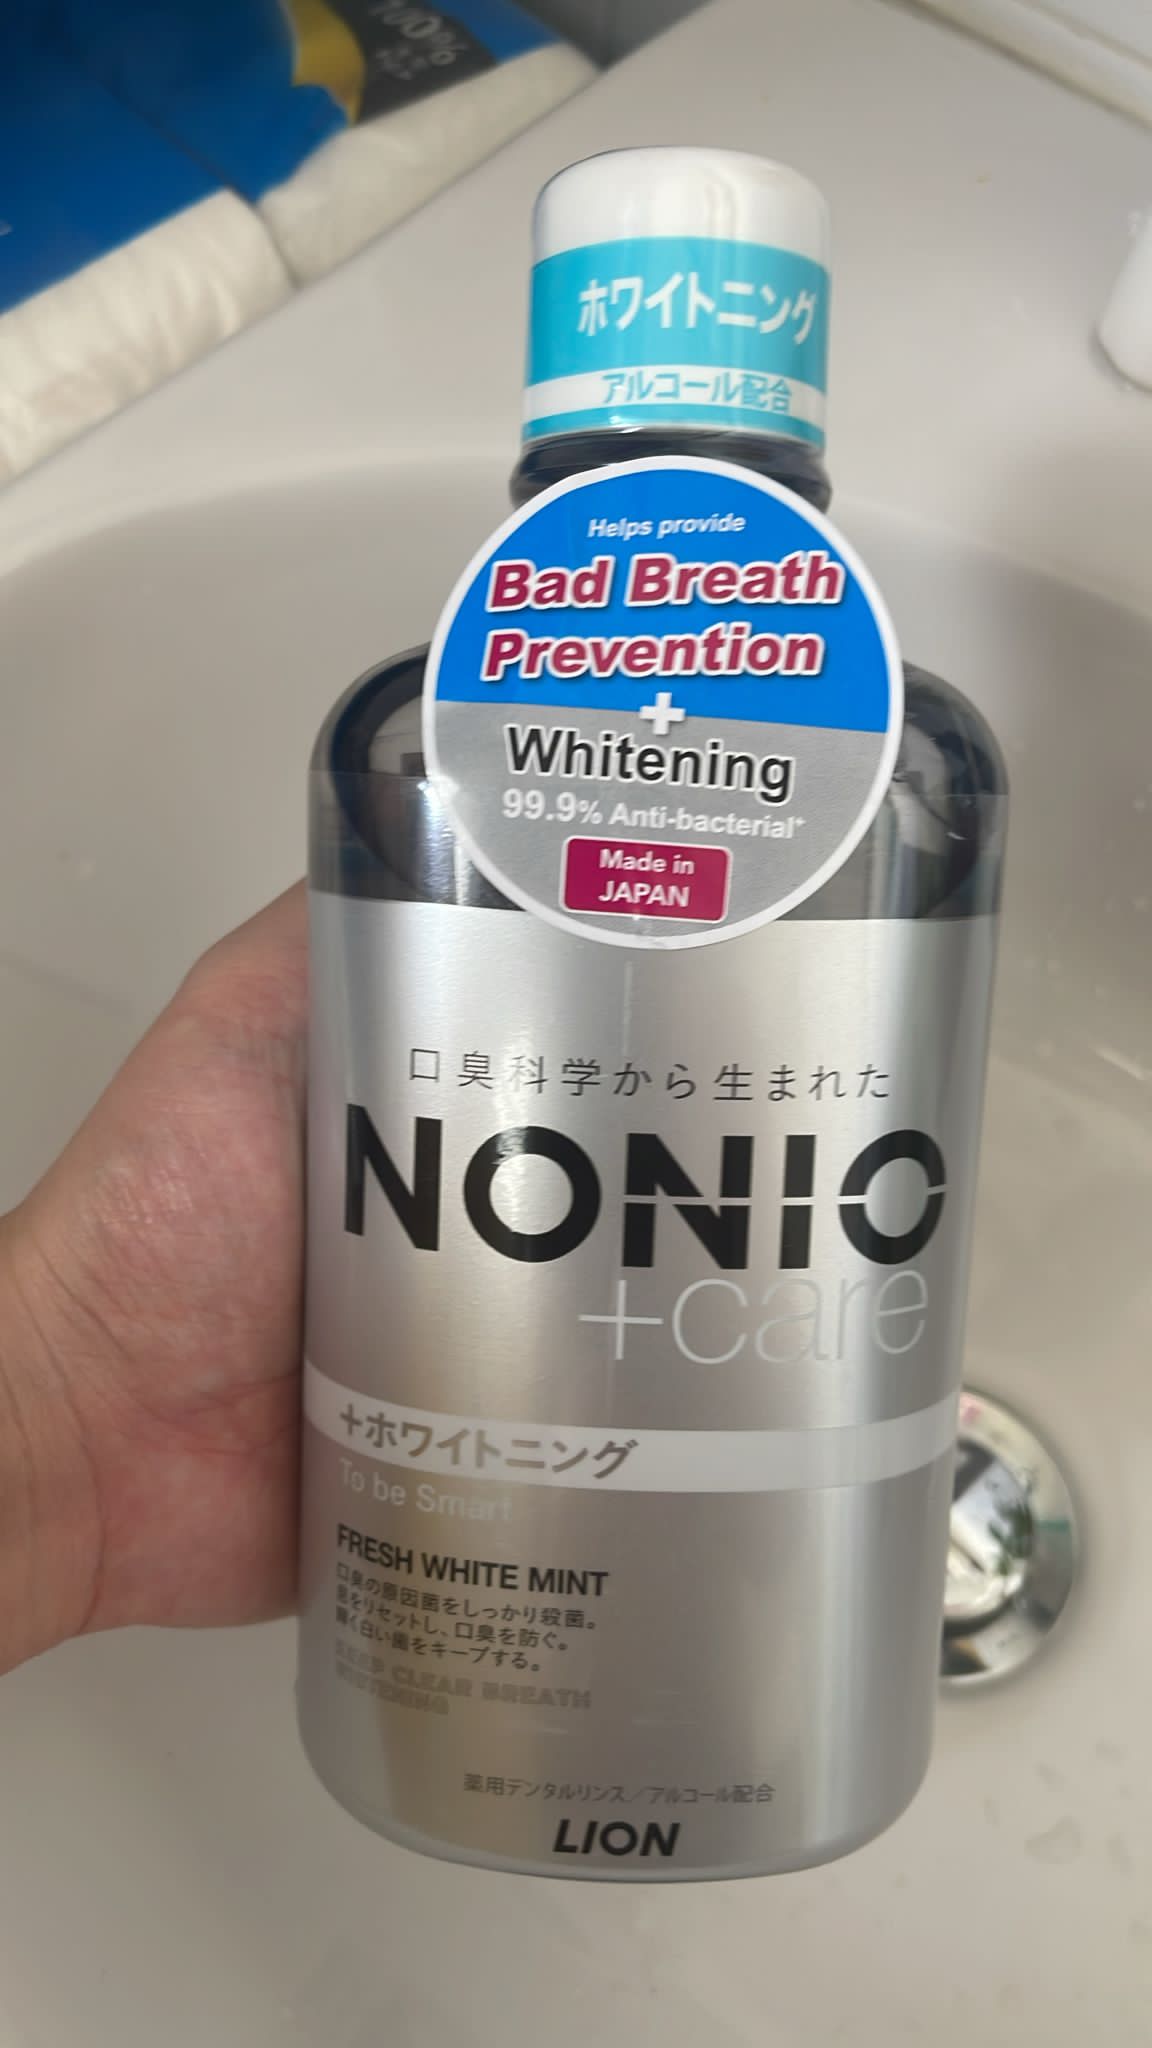 100%
ホワイトニング
アルコール配合
Helps provide
Bad Breath
Prevention
+
Whitening
99.9% Anti-bacterial+
Made in
JAPAN
口臭科学から生まれた
NONIO
+care
+ホワイトニング
To be Smart
FRESH WHITE MINT
口臭の原因菌をしっかり殺菌。
息をリセットし、口臭を防ぐ。
輝く白い歯をキープする。
KEEP CLEAR BREATH
WHITENING
薬用デンタルリンス／アルコール配合
LION